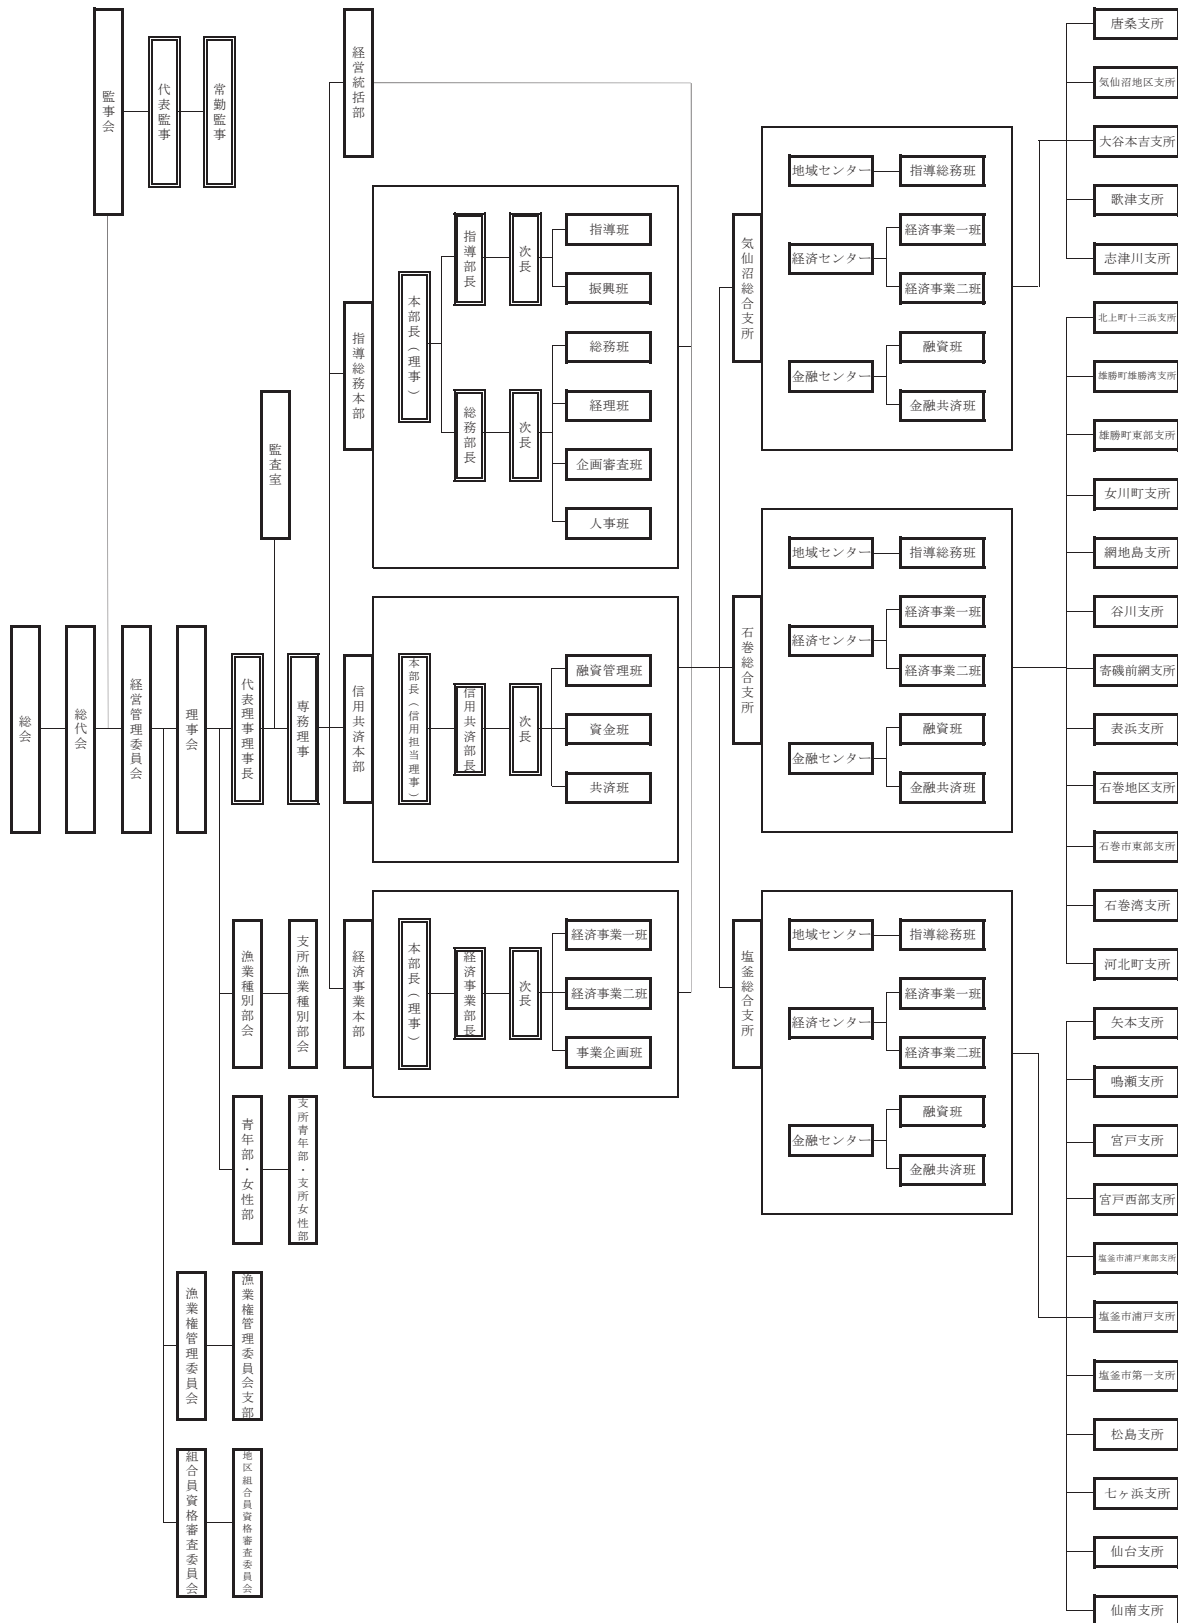 総会
総代会
監事会
代表監事
常勤監事
経営管理委員会
理事会
代表理事理事長
監査室
専務理事
漁業種別部会
支所漁業種別部会
青年部・女性部
支所青年部・支所女性部
漁業権管理委員会
漁業権管理委員会支部
組合員資格審査委員会
地区組合員資格審査委員会
経営統括部
指導総務本部
本部長（理事）
指導部長
次長
指導班
振興班
総務部長
次長
総務班
経理班
企画審査班
人事班
信用共済本部
本部長（信用担当理事）
信用共済部長
次長
融資管理班
資金班
共済班
経済事業本部
本部長（理事）
経済事業部長
次長
経済事業一班
経済事業二班
事業企画班
気仙沼総合支所
地域センター
指導総務班
経済センター
経済事業一班
経済事業二班
金融センター
融資班
金融共済班
石巻総合支所
地域センター
指導総務班
経済センター
経済事業一班
経済事業二班
金融センター
融資班
金融共済班
塩釜総合支所
地域センター
指導総務班
経済センター
経済事業一班
経済事業二班
金融センター
融資班
金融共済班
唐桑支所
気仙沼地区支所
大谷本吉支所
歌津支所
志津川支所
北上町十三浜支所
雄勝町雄勝湾支所
雄勝町東部支所
女川町支所
網地島支所
谷川支所
寄磯前網支所
表浜支所
石巻地区支所
石巻市東部支所
石巻湾支所
河北町支所
矢本支所
鳴瀬支所
宮戸支所
宮戸西部支所
塩釜市浦戸東部支所
塩釜市浦戸支所
塩釜市第一支所
松島支所
七ヶ浜支所
仙台支所
仙南支所